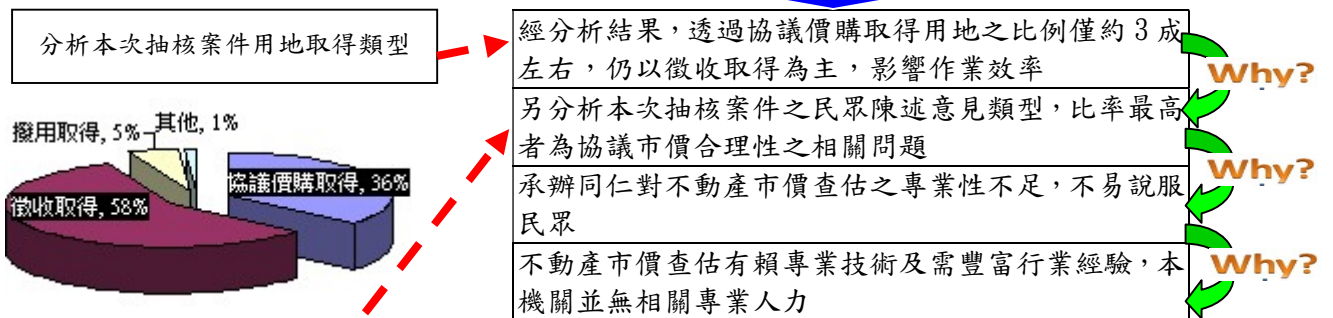 分析本次抽核案件用地取得類型
撥用取得, 5%
其他, 1%
協議價購取得, 36%
徵收取得, 58%
經分析結果，透過協議價購取得用地之比例僅約 3 成
左右，仍以徵收取得為主，影響作業效率
Why?
另分析本次抽核案件之民眾陳述意見類型，比率最高
者為協議市價合理性之相關問題
Why?
承辦同仁對不動產市價查估之專業性不足，不易說服
民眾
Why?
不動產市價查估有賴專業技術及需豐富行業經驗，本
機關並無相關專業人力